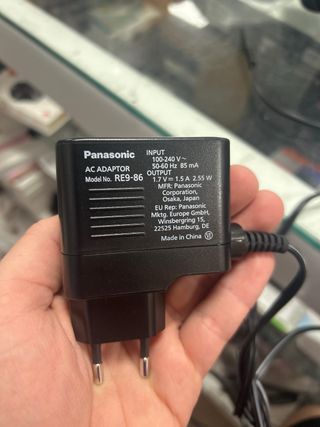 Panasonic
AC ADAPTOR
Model No. RE9-86
INPUT
100-240 V~
50-60 Hz 85 mA
OUTPUT
1.7 V⎓1.5 A 2.55 W
MFR: Panasonic
Corporation,
Osaka, Japan
EU Rep: Panasonic
Mktg. Europe GmbH,
Winsbergring 15,
22525 Hamburg, DE
Made in China